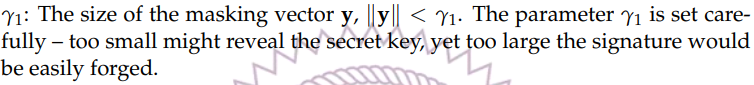 γ₁: The size of the masking vector y, ‖y‖ < γ₁. The parameter γ₁ is set care-
fully – too small might reveal the secret key, yet too large the signature would
be easily forged.